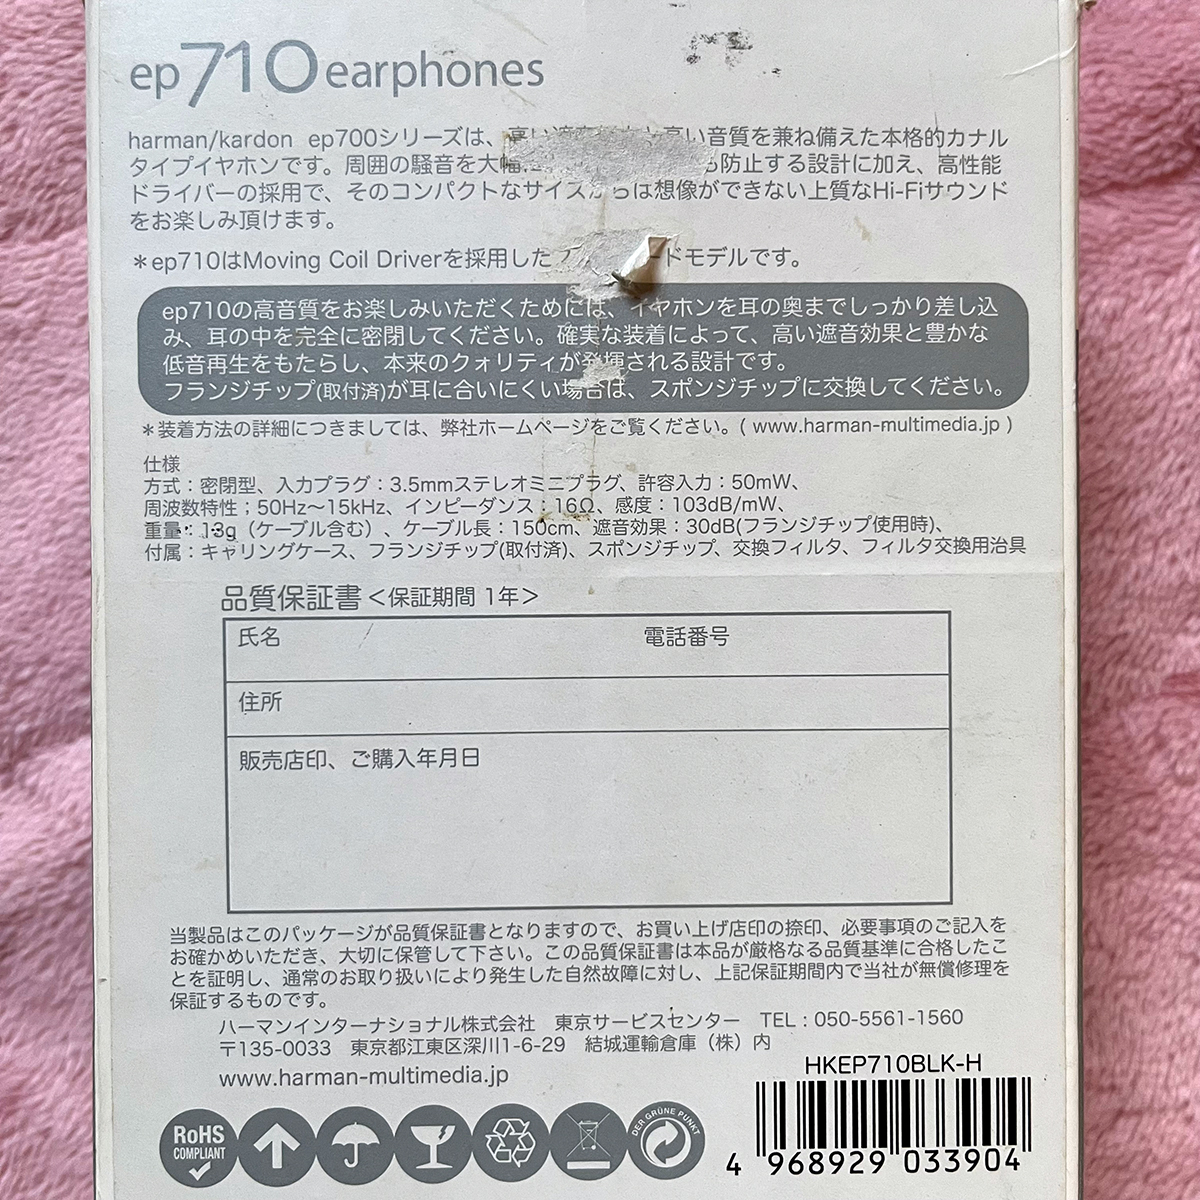 ep710 earphones
harman/kardon ep700シリーズは、高い遮音 と高い音質を兼ね備えた本格的カナル
タイプイヤホンです。周囲の騒音を大幅に も防止する設計に加え、高性能
ドライバーの採用で、そのコンパクトなサイズからは想像ができない上質なHi-Fiサウンド
をお楽しみ頂けます。
＊ep710はMoving Coil Driverを採用した ドモデルです。
ep710の高音質をお楽しみいただくためには、イヤホンを耳の奥までしっかり差し込
み、耳の中を完全に密閉してください。確実な装着によって、高い遮音効果と豊かな
低音再生をもたらし、本来のクォリティが発揮される設計です。
フランジチップ(取付済)が耳に合いにくい場合は、スポンジチップに交換してください。
＊装着方法の詳細につきましては、弊社ホームページをご覧ください。( www.harman-multimedia.jp )
仕様
方式：密閉型、入力プラグ：3.5mmステレオミニプラグ、許容入力：50mW、
周波数特性；50Hz〜15kHz、インピーダンス：16Ω、感度：103dB/mW、
重量：13g（ケーブル含む）、ケーブル長：150cm、遮音効果：30dB(フランジチップ使用時)、
付属：キャリングケース、フランジチップ(取付済)、スポンジチップ、交換フィルタ、フィルタ交換用治具
品質保証書＜保証期間 1年＞
氏名 電話番号
住所
販売店印、ご購入年月日
当製品はこのパッケージが品質保証書となりますので、お買い上げ店印の捺印、必要事項のご記入を
お確かめいただき、大切に保管して下さい。この品質保証書は本品が厳格なる品質基準に合格したこ
とを証明し、通常のお取り扱いにより発生した自然故障に対し、上記保証期間内で当社が無償修理を
保証するものです。
ハーマンインターナショナル株式会社 東京サービスセンター TEL：050-5561-1560
〒135-0033 東京都江東区深川1-6-29 結城運輸倉庫（株）内
www.harman-multimedia.jp
HKEP710BLK-H
RoHS
COMPLIANT
DER GRÜNE PUNKT
4 968929 033904